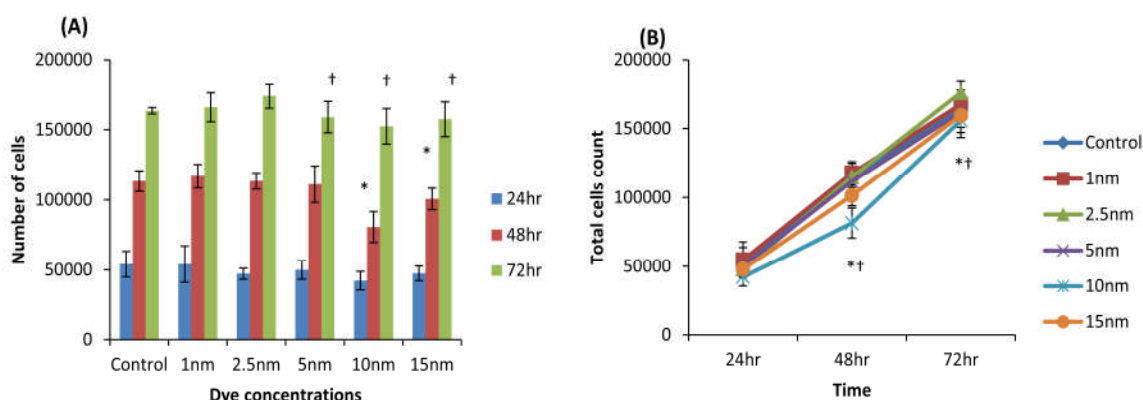 (A)
200000
150000
100000
50000
0
Number of cells
† † †
*
*
Control 1nm 2.5nm 5nm 10nm 15nm
Dye concentrations
24hr
48hr
72hr
(B)
200000
150000
100000
50000
0
Total cells count
*†
*†
24hr 48hr 72hr
Time
Control
1nm
2.5nm
5nm
10nm
15nm